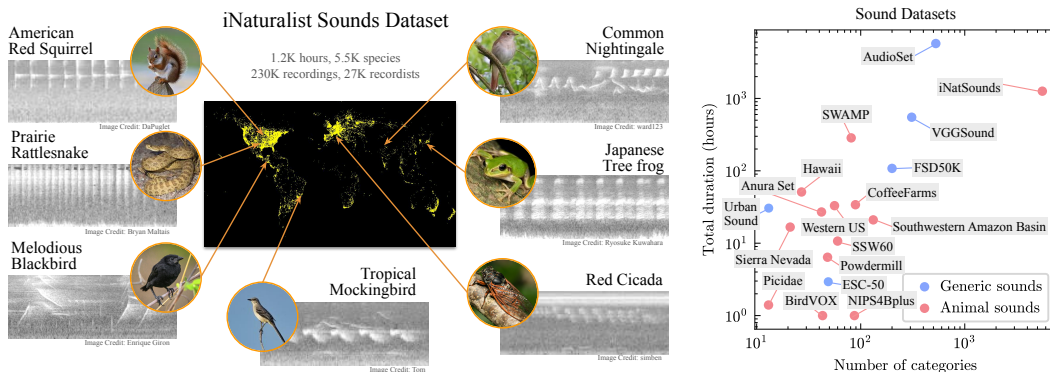 iNaturalist Sounds Dataset
1.2K hours, 5.5K species
230K recordings, 27K recordists
American
Red Squirrel
Image Credit: DaPuglet
Prairie
Rattlesnake
Image Credit: Bryan Maltais
Melodious
Blackbird
Image Credit: Enrique Giron
Tropical
Mockingbird
Image Credit: Tom
Common
Nightingale
Image Credit: ward123
Japanese
Tree frog
Image Credit: Ryosuke Kuwahara
Red Cicada
Image Credit: simben
Sound Datasets
Total duration (hours)
10³
10²
10¹
10⁰
AudioSet
iNatSounds
SWAMP
VGGSound
Hawaii
FSD50K
Anura Set
CoffeeFarms
Urban
Sound
Western US
Southwestern Amazon Basin
Sierra Nevada
SSW60
Powdermill
Picidae
ESC-50
BirdVOX
NIPS4Bplus
Generic sounds
Animal sounds
10¹
10²
10³
Number of categories